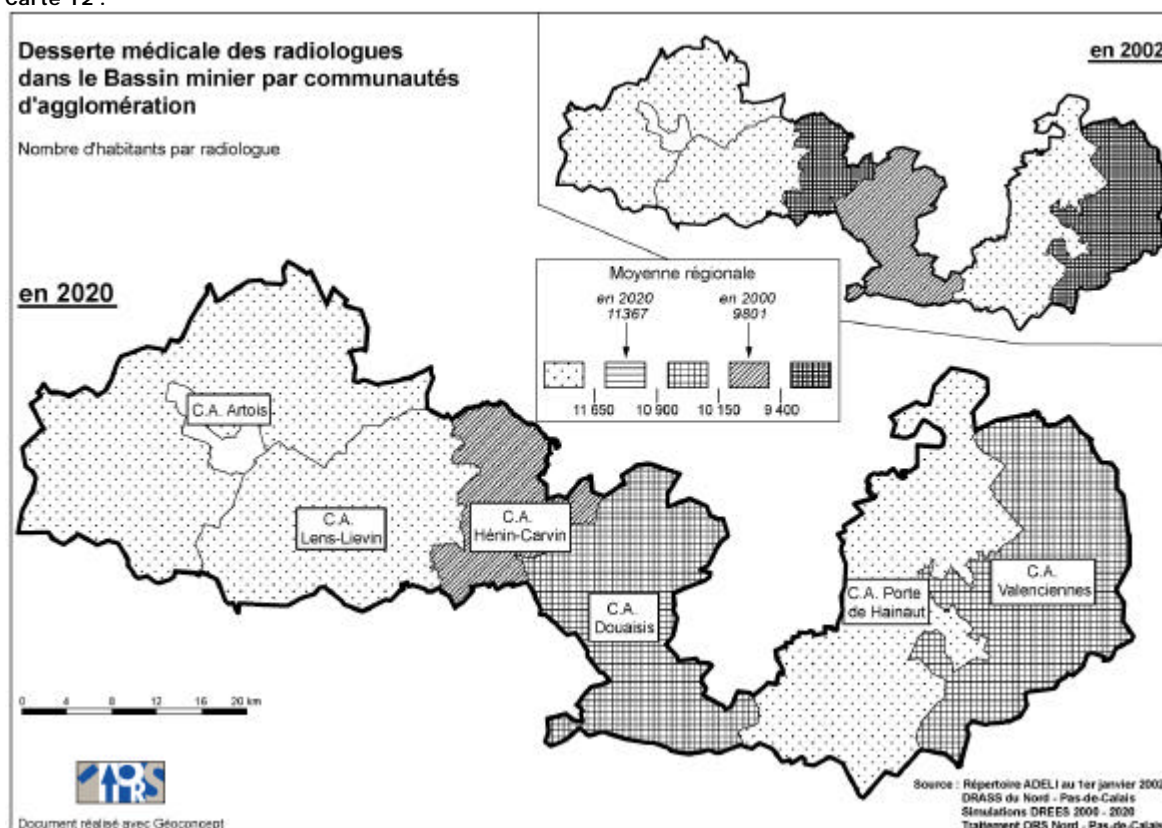 Carte 12 :
Desserte médicale des radiologues
dans le Bassin minier par communautés
d'agglomération
Nombre d'habitants par radiologue
en 2002
en 2020
Moyenne régionale
en 2020 en 2000
11367 9801
11 650 10 900 10 150 9 400
C.A. Artois
C.A.
Lens-Lievin
C.A.
Hénin-Carvin
C.A.
Douaisis
C.A. Porte
de Hainaut
C.A.
Valenciennes
0 4 8 12 16 20 km
ORS
Document réalisé avec Géoconcept
Source : Répertoire ADELI au 1er janvier 2002
DRASS du Nord - Pas-de-Calais
Simulations DREES 2000 - 2020
Traitement ORS Nord - Pas-de-Calais